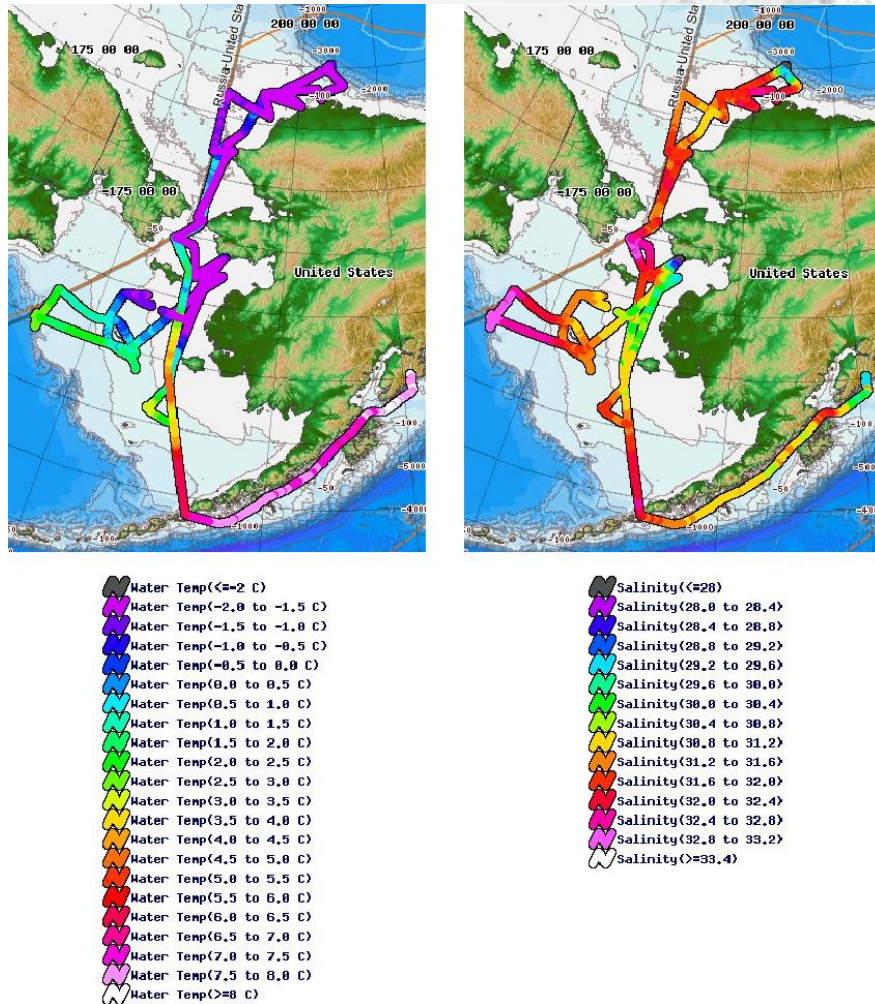 175 00 00
-1000
200 00 00
-3000
Russia-United Stat
-100
-2000
-175 00 00
-50
United States
-100
-50
-5000
-1000
-4000
50
-100
175 00 00
-1000
200 00 00
-3000
Russia-United Stat
-100
-2000
-175 00 00
-50
United States
-100
-50
-5000
-1000
-4000
50
-100
Water Temp(<=-2 C)
Water Temp(-2.0 to -1.5 C)
Water Temp(-1.5 to -1.0 C)
Water Temp(-1.0 to -0.5 C)
Water Temp(-0.5 to 0.0 C)
Water Temp(0.0 to 0.5 C)
Water Temp(0.5 to 1.0 C)
Water Temp(1.0 to 1.5 C)
Water Temp(1.5 to 2.0 C)
Water Temp(2.0 to 2.5 C)
Water Temp(2.5 to 3.0 C)
Water Temp(3.0 to 3.5 C)
Water Temp(3.5 to 4.0 C)
Water Temp(4.0 to 4.5 C)
Water Temp(4.5 to 5.0 C)
Water Temp(5.0 to 5.5 C)
Water Temp(5.5 to 6.0 C)
Water Temp(6.0 to 6.5 C)
Water Temp(6.5 to 7.0 C)
Water Temp(7.0 to 7.5 C)
Water Temp(7.5 to 8.0 C)
Water Temp(>=8 C)
Salinity(<=28)
Salinity(28.0 to 28.4)
Salinity(28.4 to 28.8)
Salinity(28.8 to 29.2)
Salinity(29.2 to 29.6)
Salinity(29.6 to 30.0)
Salinity(30.0 to 30.4)
Salinity(30.4 to 30.8)
Salinity(30.8 to 31.2)
Salinity(31.2 to 31.6)
Salinity(31.6 to 32.0)
Salinity(32.0 to 32.4)
Salinity(32.4 to 32.8)
Salinity(32.8 to 33.2)
Salinity(>=33.4)